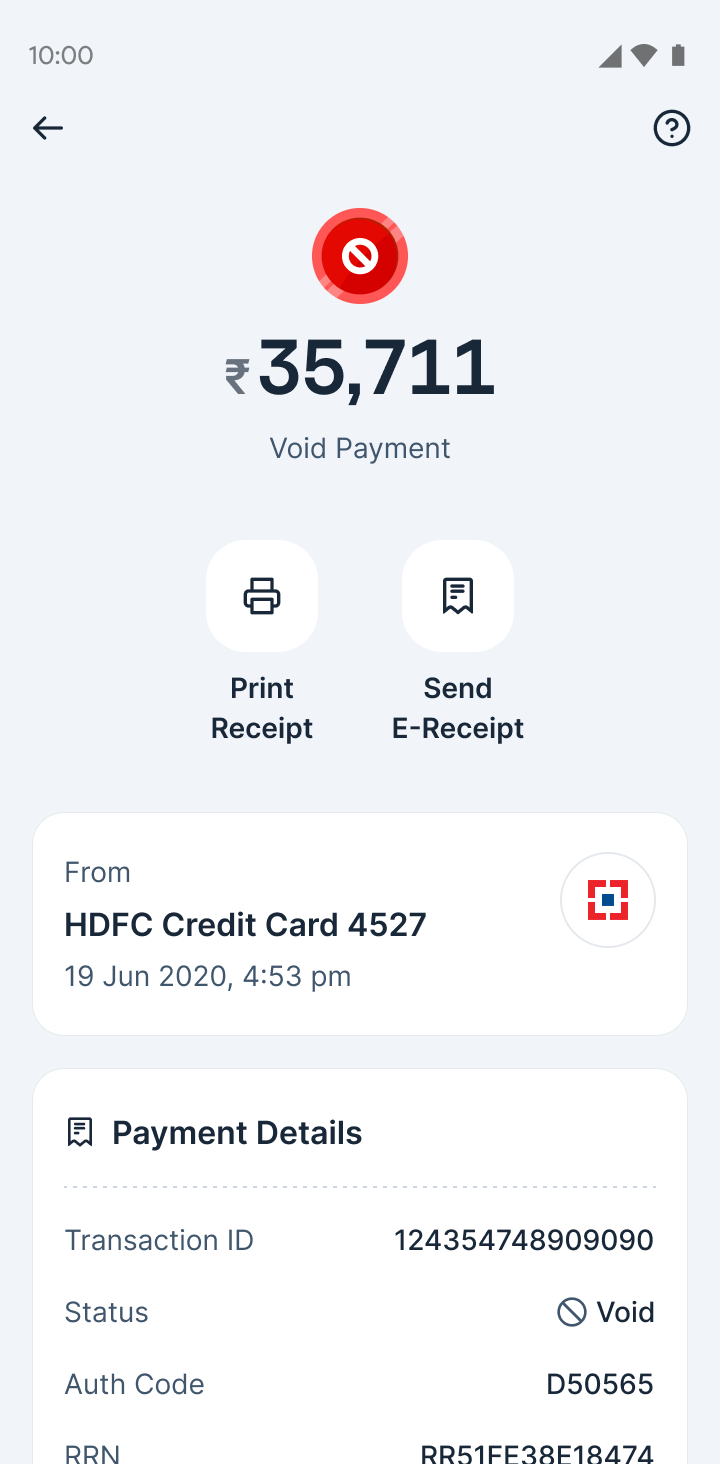 10:00
₹35,711
Void Payment
Print Receipt
Send E-Receipt
From
HDFC Credit Card 4527
19 Jun 2020, 4:53 pm
Payment Details
Transaction ID 124354748909090
Status Void
Auth Code D50565
RRN RR51FE38E18474